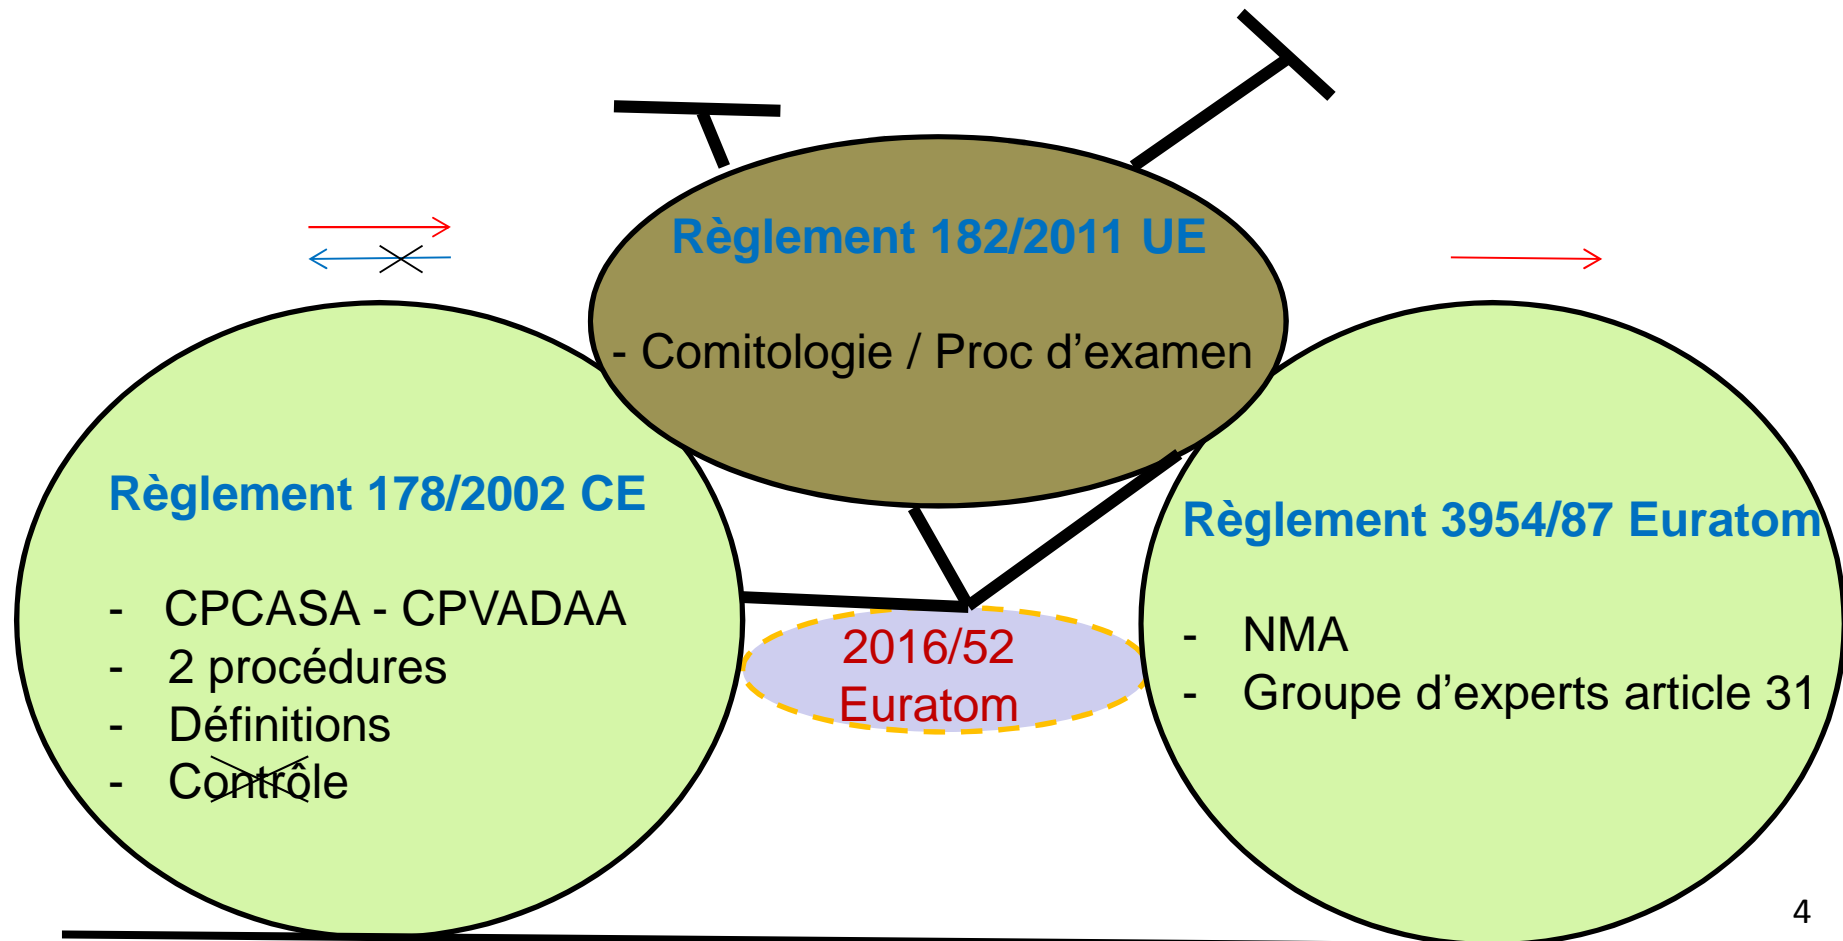 Règlement 182/2011 UE
- Comitologie / Proc d’examen
Règlement 178/2002 CE
- CPCASA - CPVADAA
- 2 procédures
- Définitions
- Contrôle
2016/52
Euratom
Règlement 3954/87 Euratom
- NMA
- Groupe d’experts article 31
4